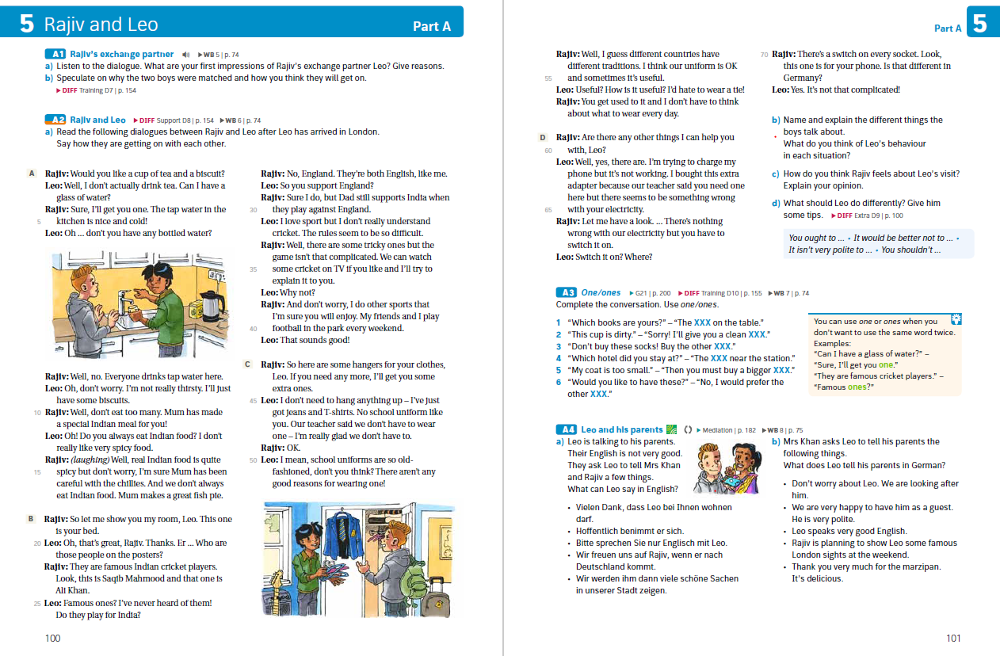 5 Rajiv and Leo Part A
A1 Rajiv's exchange partner ▶WB 5 | p. 74
a) Listen to the dialogue. What are your first impressions of Rajiv's exchange partner Leo? Give reasons.
b) Speculate on why the two boys were matched and how you think they will get on.
▶ DIFF Training D7 | p. 154
A2 Rajiv and Leo ▶ DIFF Support D8 | p. 154 ▶WB 6 | p. 74
a) Read the following dialogues between Rajiv and Leo after Leo has arrived in London.
Say how they are getting on with each other.
A Rajiv: Would you like a cup of tea and a biscuit?
Leo: Well, I don't actually drink tea. Can I have a
glass of water?
Rajiv: Sure, I'll get you one. The tap water in the
5 kitchen is nice and cold!
Leo: Oh ... don't you have any bottled water?
Rajiv: Well, no. Everyone drinks tap water here.
Leo: Oh, don't worry. I'm not really thirsty. I'll just
have some biscuits.
10 Rajiv: Well, don't eat too many. Mum has made
a special Indian meal for you!
Leo: Oh! Do you always eat Indian food? I don't
really like very spicy food.
Rajiv: (laughing) Well, real Indian food is quite
15 spicy but don't worry, I'm sure Mum has been
careful with the chillies. And we don't always
eat Indian food. Mum makes a great fish pie.
B Rajiv: So let me show you my room, Leo. This one
is your bed.
20 Leo: Oh, that's great, Rajiv. Thanks. Er ... Who are
those people on the posters?
Rajiv: They are famous Indian cricket players.
Look, this is Saqib Mahmood and that one is
Ali Khan.
25 Leo: Famous ones? I've never heard of them!
Do they play for India?
Rajiv: No, England. They're both English, like me.
Leo: So you support England?
Rajiv: Sure I do, but Dad still supports India when
30 they play against England.
Leo: I love sport but I don't really understand
cricket. The rules seem to be so difficult.
Rajiv: Well, there are some tricky ones but the
game isn't that complicated. We can watch
35 some cricket on TV if you like and I'll try to
explain it to you.
Leo: Why not?
Rajiv: And don't worry, I do other sports that
I'm sure you will enjoy. My friends and I play
40 football in the park every weekend.
Leo: That sounds good!
C Rajiv: So here are some hangers for your clothes,
Leo. If you need any more, I'll get you some
extra ones.
45 Leo: I don't need to hang anything up – I've just
got jeans and T-shirts. No school uniform like
you. Our teacher said we don't have to wear
one – I'm really glad we don't have to.
Rajiv: OK.
50 Leo: I mean, school uniforms are so old-
fashioned, don't you think? There aren't any
good reasons for wearing one!
100
Part A 5
Rajiv: Well, I guess different countries have
different traditions. I think our uniform is OK
55 and sometimes it's useful.
Leo: Useful? How is it useful? I'd hate to wear a tie!
Rajiv: You get used to it and I don't have to think
about what to wear every day.
D Rajiv: Are there any other things I can help you
60 with, Leo?
Leo: Well, yes, there are. I'm trying to charge my
phone but it's not working. I bought this extra
adapter because our teacher said you need one
here but there seems to be something wrong
65 with your electricity.
Rajiv: Let me have a look. ... There's nothing
wrong with our electricity but you have to
switch it on.
Leo: Switch it on? Where?
70 Rajiv: There's a switch on every socket. Look,
this one is for your phone. Is that different in
Germany?
Leo: Yes. It's not that complicated!
b) Name and explain the different things the
boys talk about.
What do you think of Leo's behaviour
in each situation?
c) How do you think Rajiv feels about Leo's visit?
Explain your opinion.
d) What should Leo do differently? Give him
some tips. ▶ DIFF Extra D9 | p. 100
You ought to ... • It would be better not to ... •
It isn't very polite to ... • You shouldn't ...
A3 One/ones ▶ G21 | p. 200 ▶ DIFF Training D10 | p. 155 ▶WB 7 | p. 74
Complete the conversation. Use one/ones.
1 “Which books are yours?” – “The XXX on the table.”
2 “This cup is dirty.” – “Sorry! I'll give you a clean XXX.”
3 “Don't buy these socks! Buy the other XXX.”
4 “Which hotel did you stay at?” – “The XXX near the station.”
5 “My coat is too small.” – “Then you must buy a bigger XXX.”
6 “Would you like to have these?” – “No, I would prefer the
other XXX.”
You can use one or ones when you
don't want to use the same word twice.
Examples:
“Can I have a glass of water?” –
“Sure, I'll get you one.”
“They are famous cricket players.” –
“Famous ones?”
A4 Leo and his parents ▶ Mediation | p. 182 ▶WB 8 | p. 75
a) Leo is talking to his parents.
Their English is not very good.
They ask Leo to tell Mrs Khan
and Rajiv a few things.
What can Leo say in English?
• Vielen Dank, dass Leo bei Ihnen wohnen
darf.
• Hoffentlich benimmt er sich.
• Bitte sprechen Sie nur Englisch mit Leo.
• Wir freuen uns auf Rajiv, wenn er nach
Deutschland kommt.
• Wir werden ihm dann viele schöne Sachen
in unserer Stadt zeigen.
b) Mrs Khan asks Leo to tell his parents the
following things.
What does Leo tell his parents in German?
• Don't worry about Leo. We are looking after
him.
• We are very happy to have him as a guest.
He is very polite.
• Leo speaks very good English.
• Rajiv is planning to show Leo some famous
London sights at the weekend.
• Thank you very much for the marzipan.
It's delicious.
101